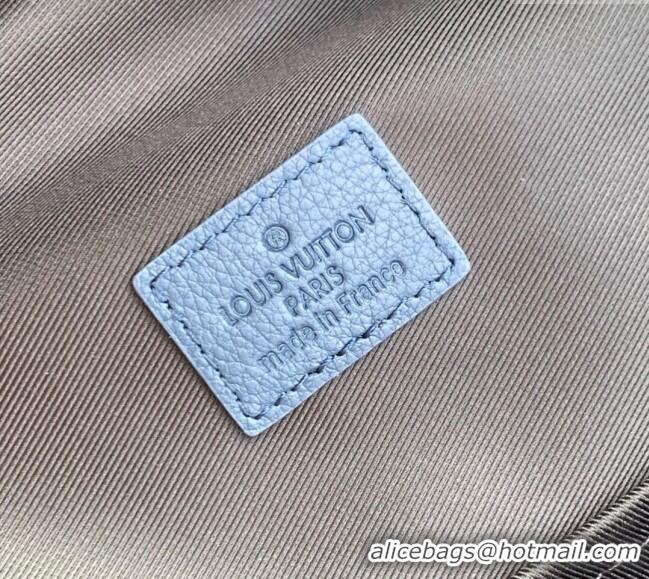 ®
LOUIS VUITTON
PARIS
made in France
alicebags@hotmail.com